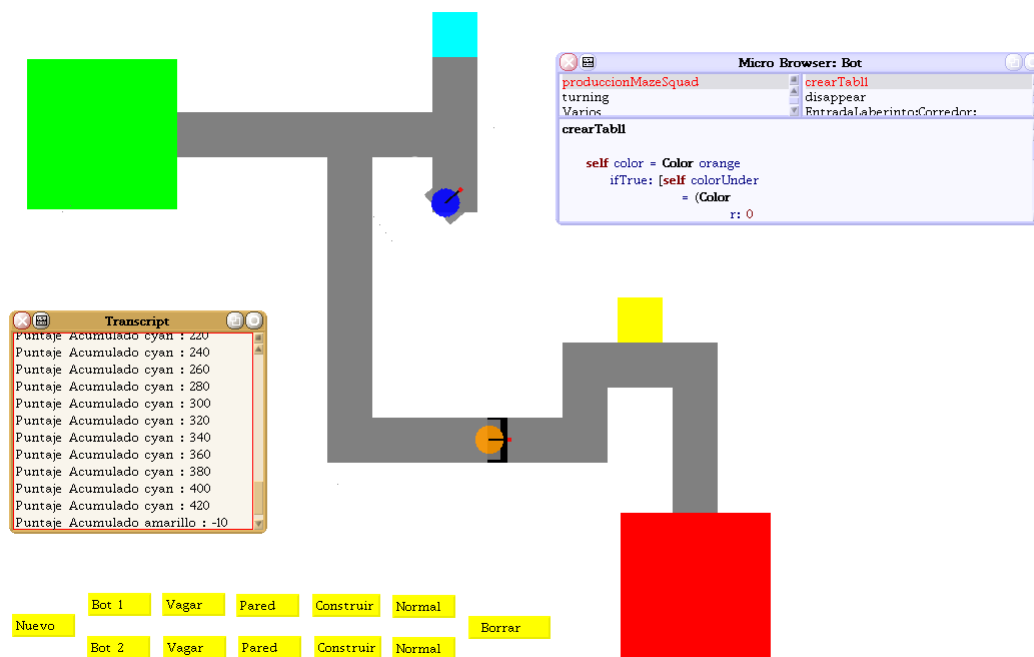 Micro Browser: Bot
produccionMazeSquad
turning
Varios
crearTabl1
disappear
EntradaLaberinto:Corredor:
crearTabl1
self color = Color orange
ifTrue: [self colorUnder
= (Color
r: 0
Transcript
Puntaje Acumulado cyan : 220
Puntaje Acumulado cyan : 240
Puntaje Acumulado cyan : 260
Puntaje Acumulado cyan : 280
Puntaje Acumulado cyan : 300
Puntaje Acumulado cyan : 320
Puntaje Acumulado cyan : 340
Puntaje Acumulado cyan : 360
Puntaje Acumulado cyan : 380
Puntaje Acumulado cyan : 400
Puntaje Acumulado cyan : 420
Puntaje Acumulado amarillo : -10
Nuevo
Bot 1 Vagar Pared Construir Normal
Bot 2 Vagar Pared Construir Normal
Borrar